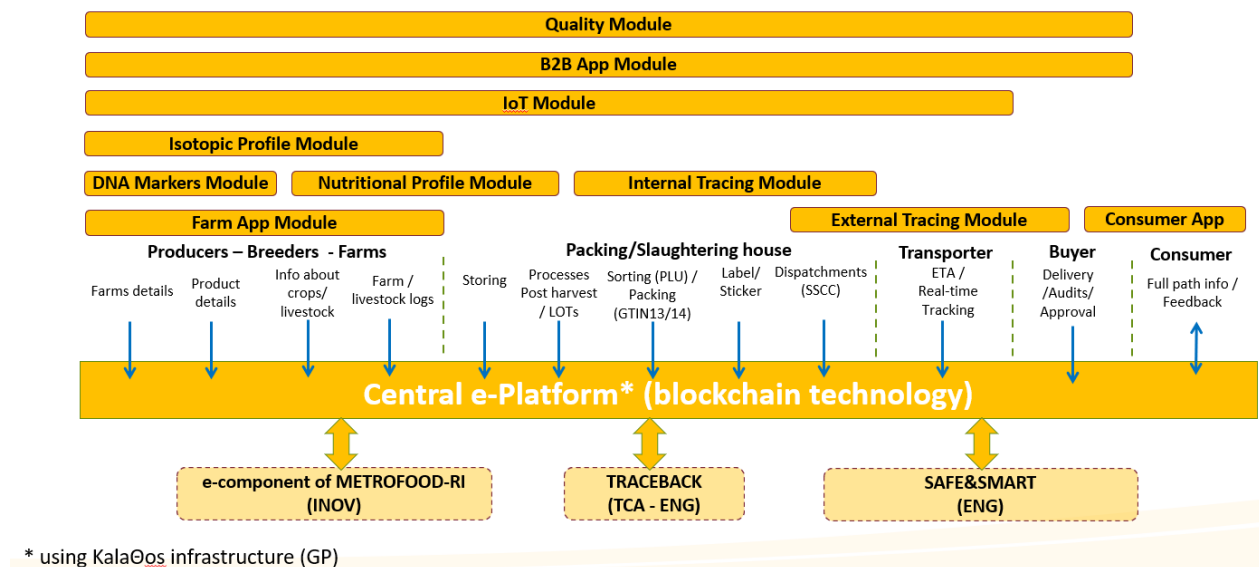 Quality Module
B2B App Module
IoT Module
Isotopic Profile Module
DNA Markers Module
Nutritional Profile Module
Internal Tracing Module
Farm App Module
External Tracing Module
Consumer App
Producers – Breeders - Farms
Packing/Slaughtering house
Transporter
Buyer
Consumer
Farms details
Product
details
Info about
crops/
livestock
Farm /
livestock logs
Storing
Processes
Post harvest
/ LOTs
Sorting (PLU) /
Packing
(GTIN13/14)
Label/
Sticker
Dispatchments
(SSCC)
ETA /
Real-time
Tracking
Delivery
/Audits/
Approval
Full path info /
Feedback
Central e-Platform* (blockchain technology)
e-component of METROFOOD-RI
(INOV)
TRACEBACK
(TCA - ENG)
SAFE&SMART
(ENG)
* using KalaΘos infrastructure (GP)